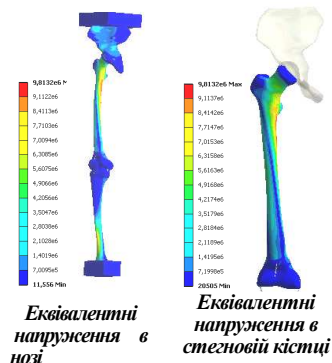 9,8132e6 M
9,1122e6
8,4113e6
7,7103e6
7,0094e6
6,3085e6
5,6075e6
4,9066e6
4,2056e6
3,5047e6
2,8038e6
2,1028e6
1,4019e6
7,0095e5
11,556 Min
Еквівалентні
напруження в
нозі
9,8132e6 Max
9,1137e6
8,4142e6
7,7147e6
7,0153e6
6,3158e6
5,6163e6
4,9168e6
4,2174e6
3,5179e6
2,8184e6
2,1189e6
1,4195e6
7,1998e5
20505 Min
Еквівалентні
напруження в
стегновій кістці